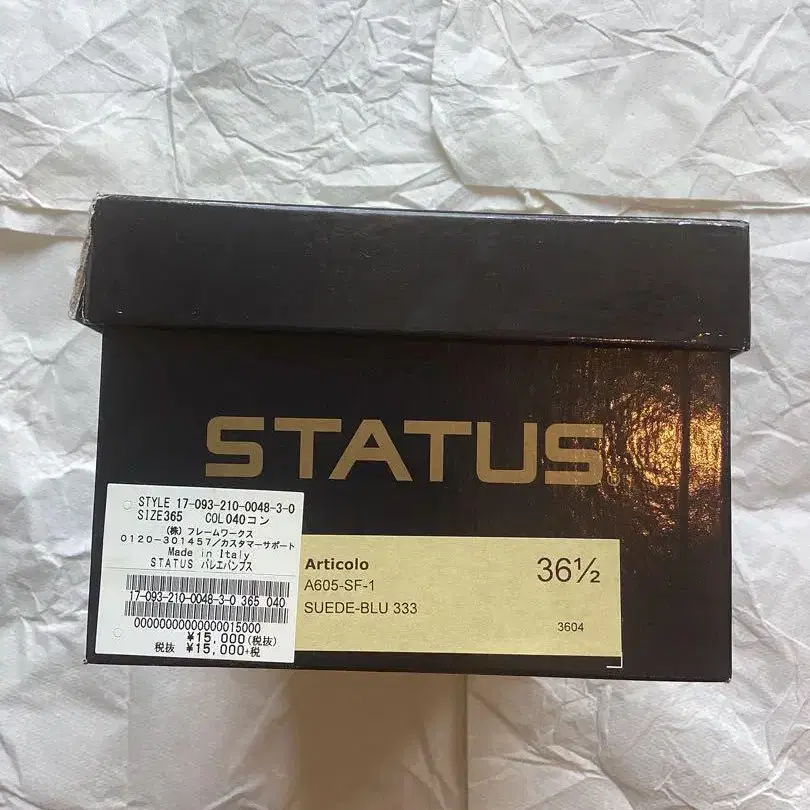 STATUS
STYLE 17-093-210-0048-3-0
SIZE365 COL040コン
(株) フレームワークス
0120-301457/カスタマーサポート
Made in Italy
STATUS バレエパンプス
17-093-210-0048-3-0 365 040
00000000000000015000
¥15,000(税抜)
税抜 ¥15,000+税
Articolo
36½
A605-SF-1
SUEDE-BLU 333
3604